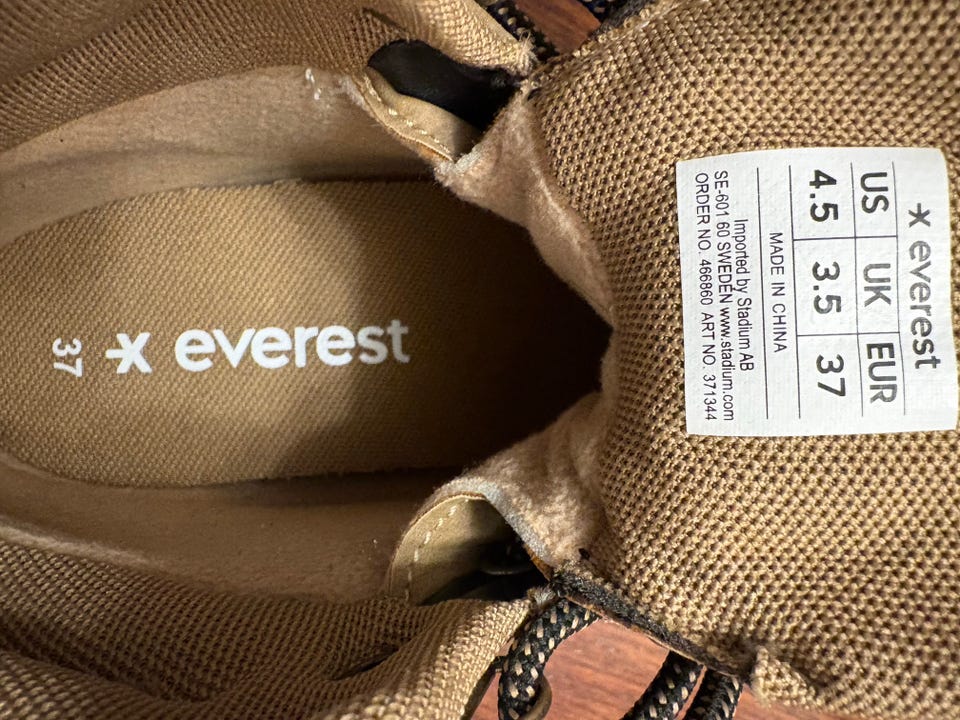 37 everest
everest
US UK EUR
4.5 3.5 37
MADE IN CHINA
Imported by Stadium AB
SE-601 60 SWEDEN www.stadium.com
ORDER NO. 466860 ART NO. 371344